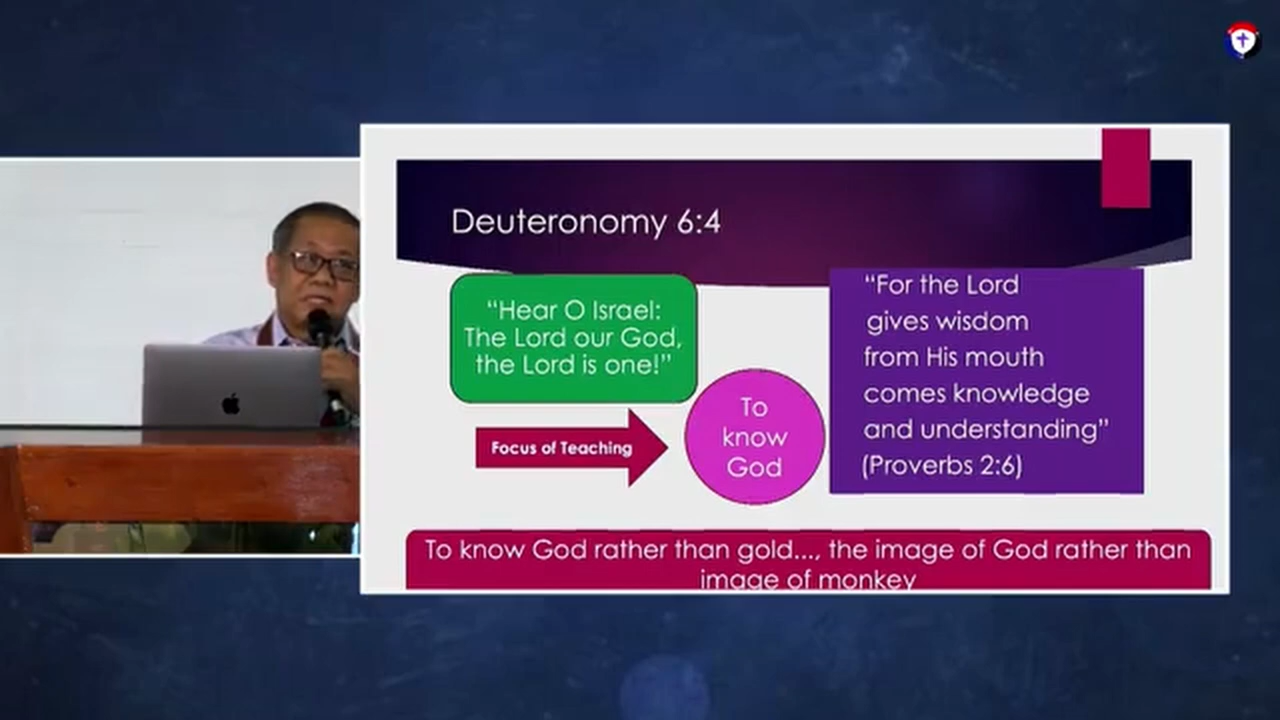 Deuteronomy 6:4
“Hear O Israel:
The Lord our God,
the Lord is one!”
Focus of Teaching
To
know
God
“For the Lord
gives wisdom
from His mouth
comes knowledge
and understanding”
(Proverbs 2:6)
To know God rather than gold..., the image of God rather than
image of monkey